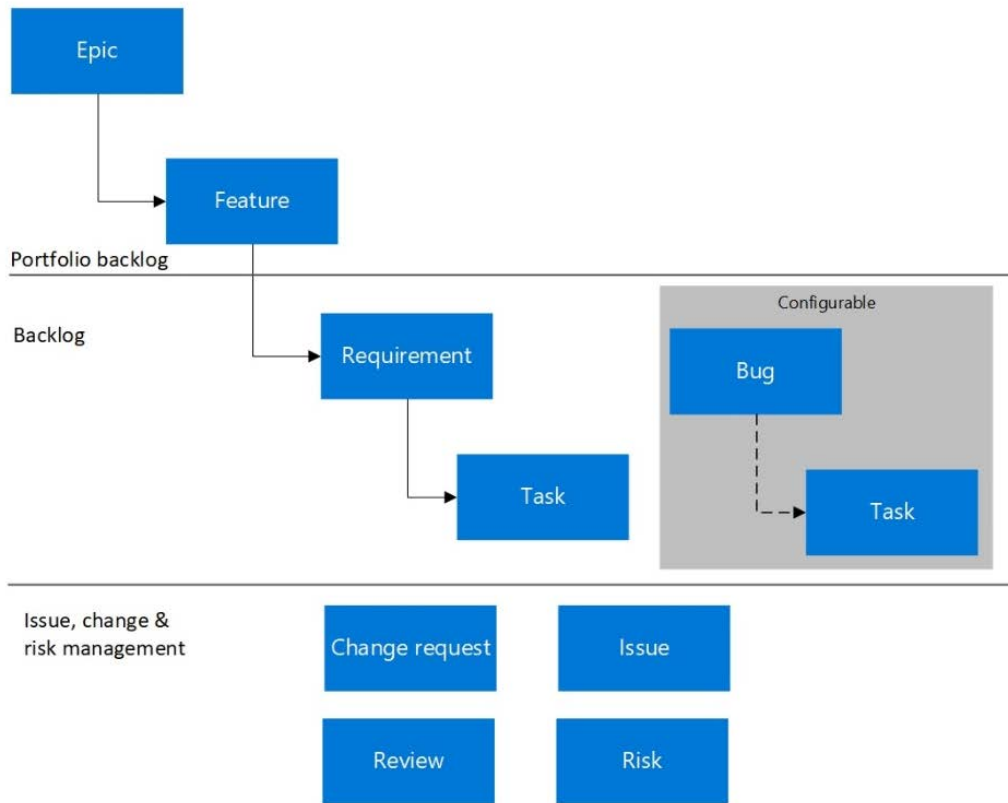 Epic
Feature
Portfolio backlog
Configurable
Backlog
Requirement
Bug
Task
Task
Issue, change &
risk management
Change request
Issue
Review
Risk